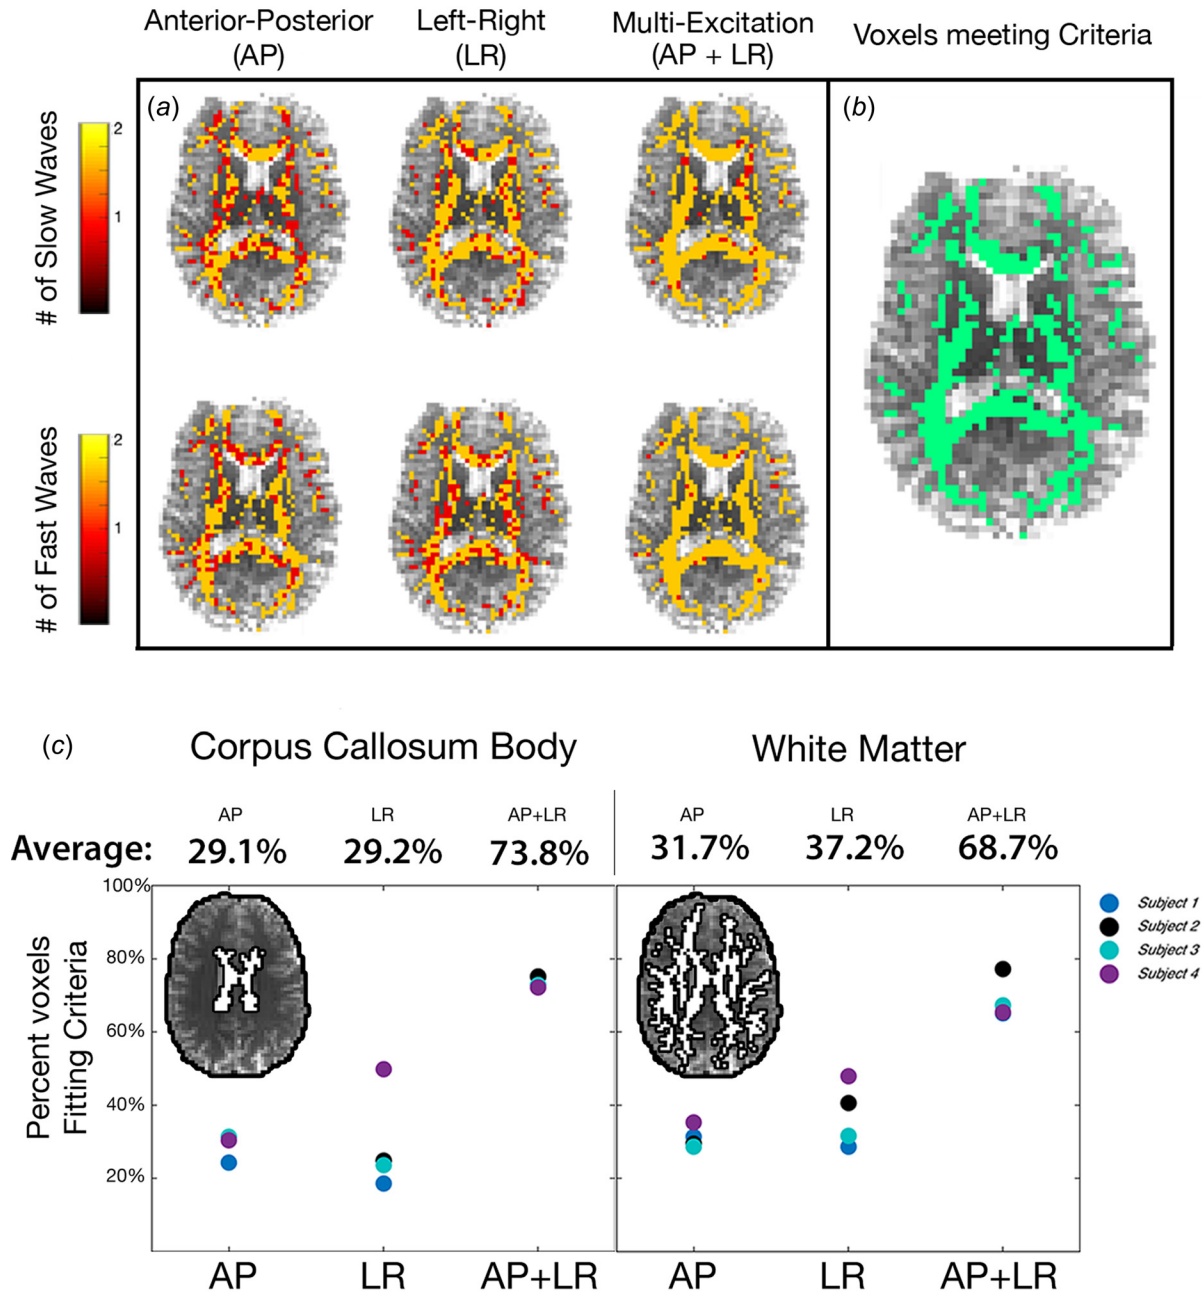 Anterior-Posterior
(AP)
Left-Right
(LR)
Multi-Excitation
(AP + LR)
Voxels meeting Criteria
(a)
(b)
# of Slow Waves
2
1
# of Fast Waves
2
1
(c)
Corpus Callosum Body
White Matter
AP
LR
AP+LR
AP
LR
AP+LR
Average: 29.1% 29.2% 73.8% 31.7% 37.2% 68.7%
Percent voxels
Fitting Criteria
100%
80%
60%
40%
20%
Subject 1
Subject 2
Subject 3
Subject 4
AP
LR
AP+LR
AP
LR
AP+LR